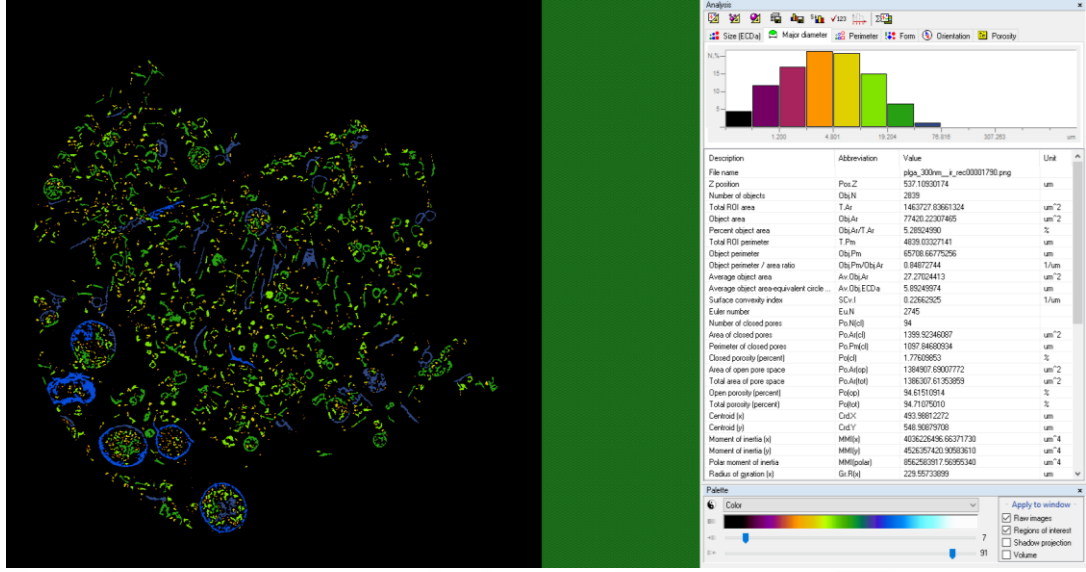 Analysis
Size (ECDa) Major diameter Perimeter Form Orientation Porosity
N,%
15
10
5
1.200 4.801 19.204 76.816 307.263 um
Description Abbreviation Value Unit
File name plga_300nm__ir_rec00001790.png
Z position Pos.Z 537.10930174 um
Number of objects Obj.N 2839
Total ROI area T.Ar 1463727.83661324 um^2
Object area Obj.Ar 77420.22307465 um^2
Percent object area Obj.Ar/T.Ar 5.28924990 %
Total ROI perimeter T.Pm 4839.03327141 um
Object perimeter Obj.Pm 65708.66775256 um
Object perimeter / area ratio Obj.Pm/Obj.Ar 0.84872744 1/um
Average object area Av.Obj.Ar 27.27024413 um^2
Average object area-equivalent circle ... Av.Obj.ECDa 5.89249974 um
Surface convexity index SCv.I 0.22662925 1/um
Euler number Eu.N 2745
Number of closed pores Po.N(cl) 94
Area of closed pores Po.Ar(cl) 1399.92346087 um^2
Perimeter of closed pores Po.Pm(cl) 1097.84680934 um
Closed porosity (percent) Po(cl) 1.77609853 %
Area of open pore space Po.Ar(op) 1384907.69007772 um^2
Total area of pore space Po.Ar(tot) 1386307.61353859 um^2
Open porosity (percent) Po(op) 94.61510914 %
Total porosity (percent) Po(tot) 94.71075010 %
Centroid (x) Crd.X 493.98812272 um
Centroid (y) Crd.Y 548.90879708 um
Moment of inertia (x) MMI(x) 4036226496.66371730 um^4
Moment of inertia (y) MMI(y) 4526357420.90583610 um^4
Polar moment of inertia MMI(polar) 8562583917.56955340 um^4
Radius of gyration (x) Gr.R(x) 229.55733899 um
Palette
Color
7
91
Apply to window
Raw images
Regions of interest
Shadow projection
Volume